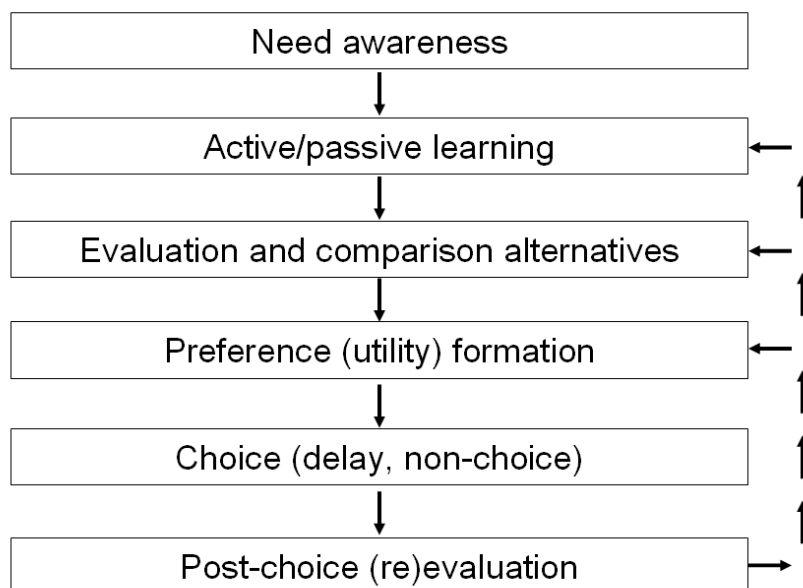 Need awareness
Active/passive learning
Evaluation and comparison alternatives
Preference (utility) formation
Choice (delay, non-choice)
Post-choice (re)evaluation